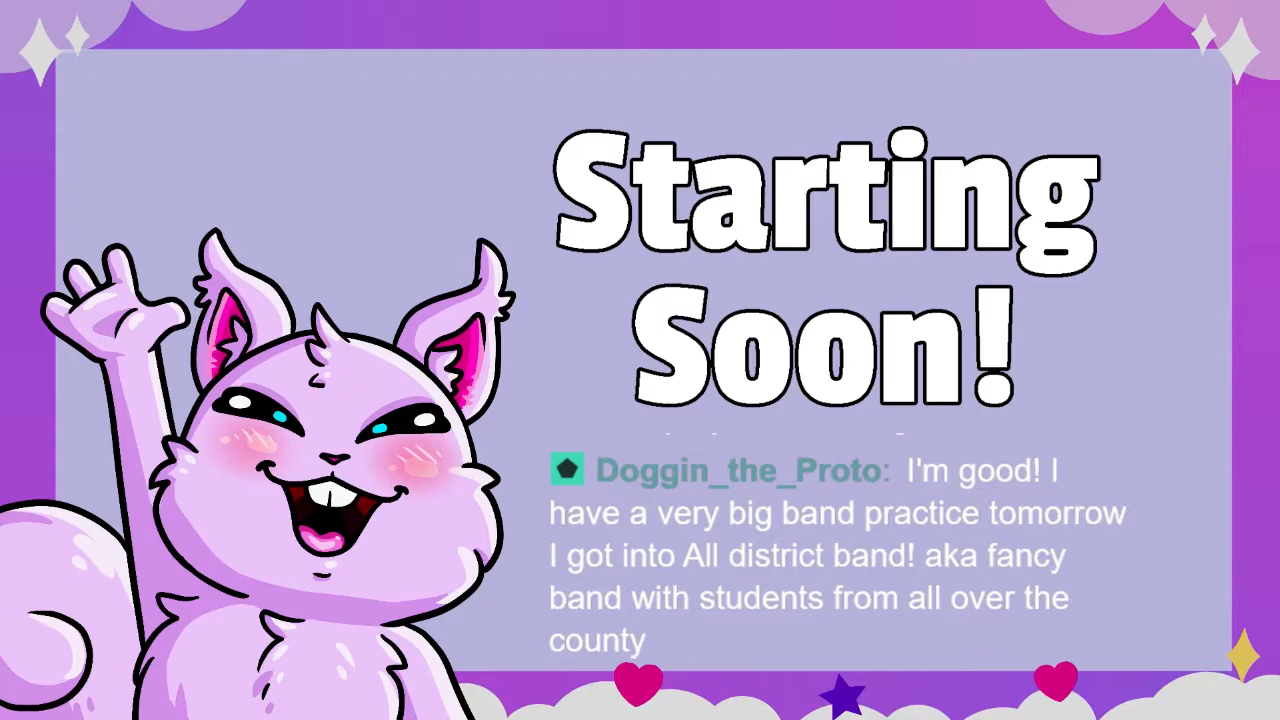 Starting
Soon!
Doggin_the_Proto: I'm good! I
have a very big band practice tomorrow
I got into All district band! aka fancy
band with students from all over the
county